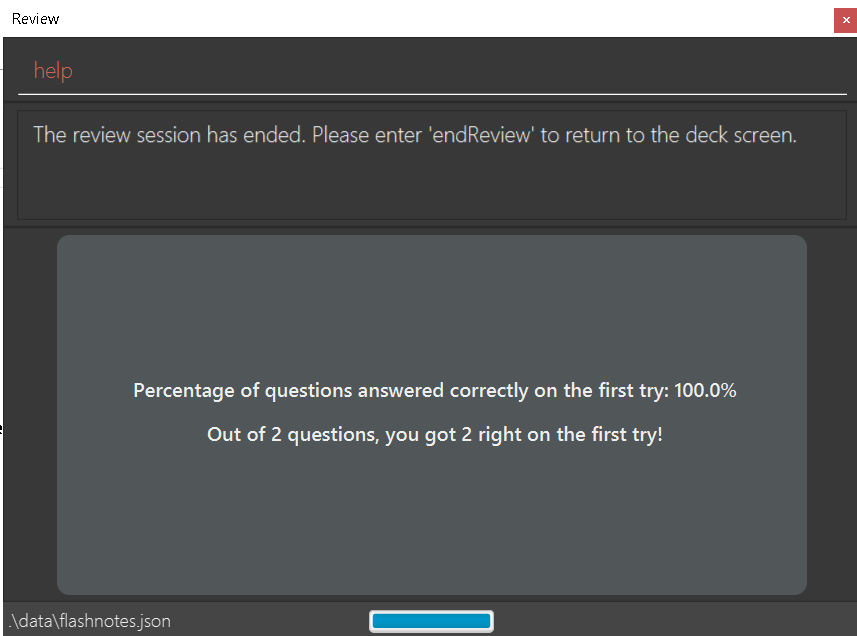 Review
help
The review session has ended. Please enter 'endReview' to return to the deck screen.
Percentage of questions answered correctly on the first try: 100.0%
Out of 2 questions, you got 2 right on the first try!
.\data\flashnotes.json